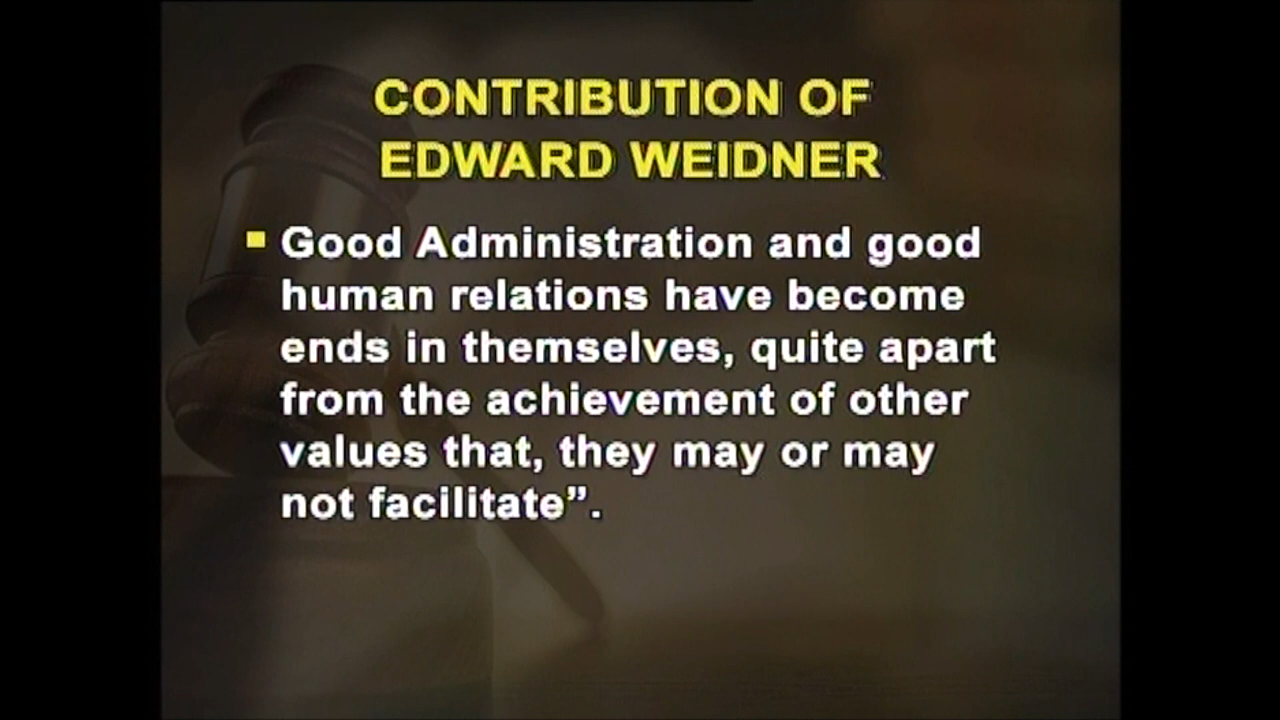 CONTRIBUTION OF
EDWARD WEIDNER
Good Administration and good
human relations have become
ends in themselves, quite apart
from the achievement of other
values that, they may or may
not facilitate”.